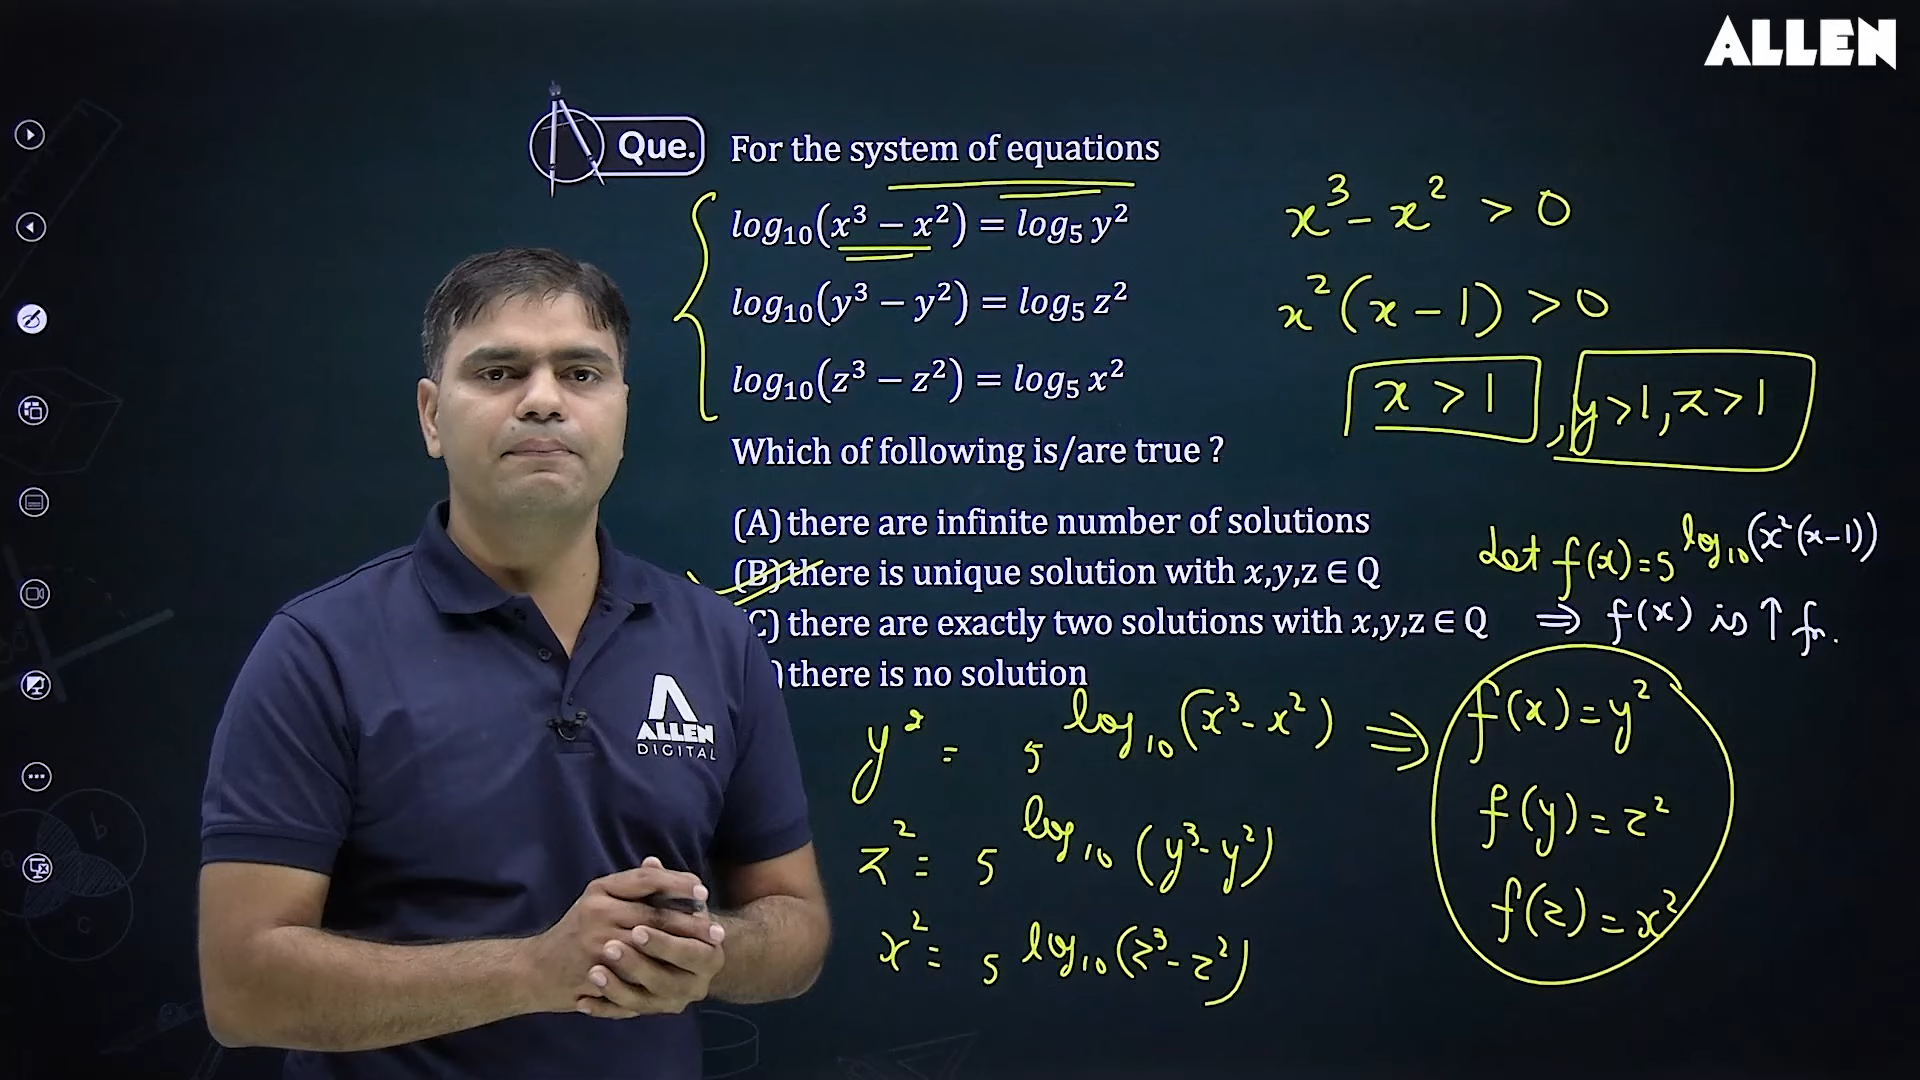 ALLEN
Que. For the system of equations
log₁₀(x³ − x²) = log₅ y²
log₁₀(y³ − y²) = log₅ z²
log₁₀(z³ − z²) = log₅ x²
Which of following is/are true ?
(A) there are infinite number of solutions
(B) there is unique solution with x,y,z ∈ Q
C) there are exactly two solutions with x,y,z ∈ Q
) there is no solution
x³ − x² > 0
x²(x − 1) > 0
x > 1 , y > 1, z > 1
Let f(x) = 5^log₁₀(x²(x−1))
⇒ f(x) is ↑ fn.
y² = 5^log₁₀(x³ − x²) ⇒ f(x) = y²
z² = 5^log₁₀(y³ − y²) f(y) = z²
x² = 5^log₁₀(z³ − z²) f(z) = x²
ALLEN
DIGITAL
b
c